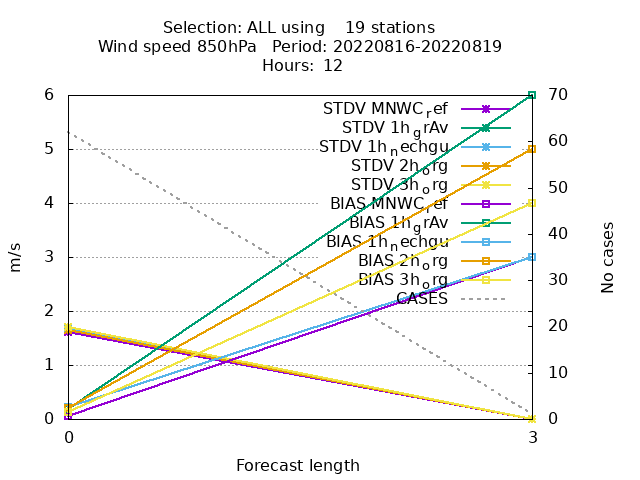 Selection: ALL using    19 stations
Wind speed 850hPa   Period: 20220816-20220819
Hours: 12
6
5
4
3
2
1
0
m/s
70
60
50
40
30
20
10
0
No cases
STDV MNWC_ref
STDV 1h_grAv
STDV 1h_nechgu
STDV 2h_org
STDV 3h_org
BIAS MNWC_ref
BIAS 1h_grAv
BIAS 1h_nechgu
BIAS 2h_org
BIAS 3h_org
CASES
0
3
Forecast length